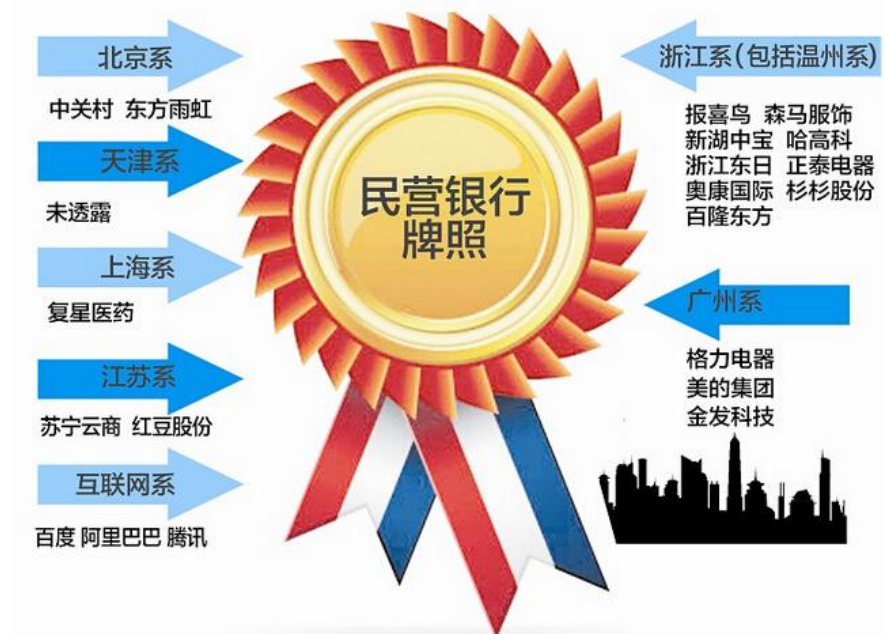 北京系
中关村 东方雨虹
天津系
未透露
上海系
复星医药
江苏系
苏宁云商 红豆股份
互联网系
百度 阿里巴巴 腾讯
民营银行
牌照
浙江系(包括温州系)
报喜鸟 森马服饰
新湖中宝 哈高科
浙江东日 正泰电器
奥康国际 杉杉股份
百隆东方
广州系
格力电器
美的集团
金发科技